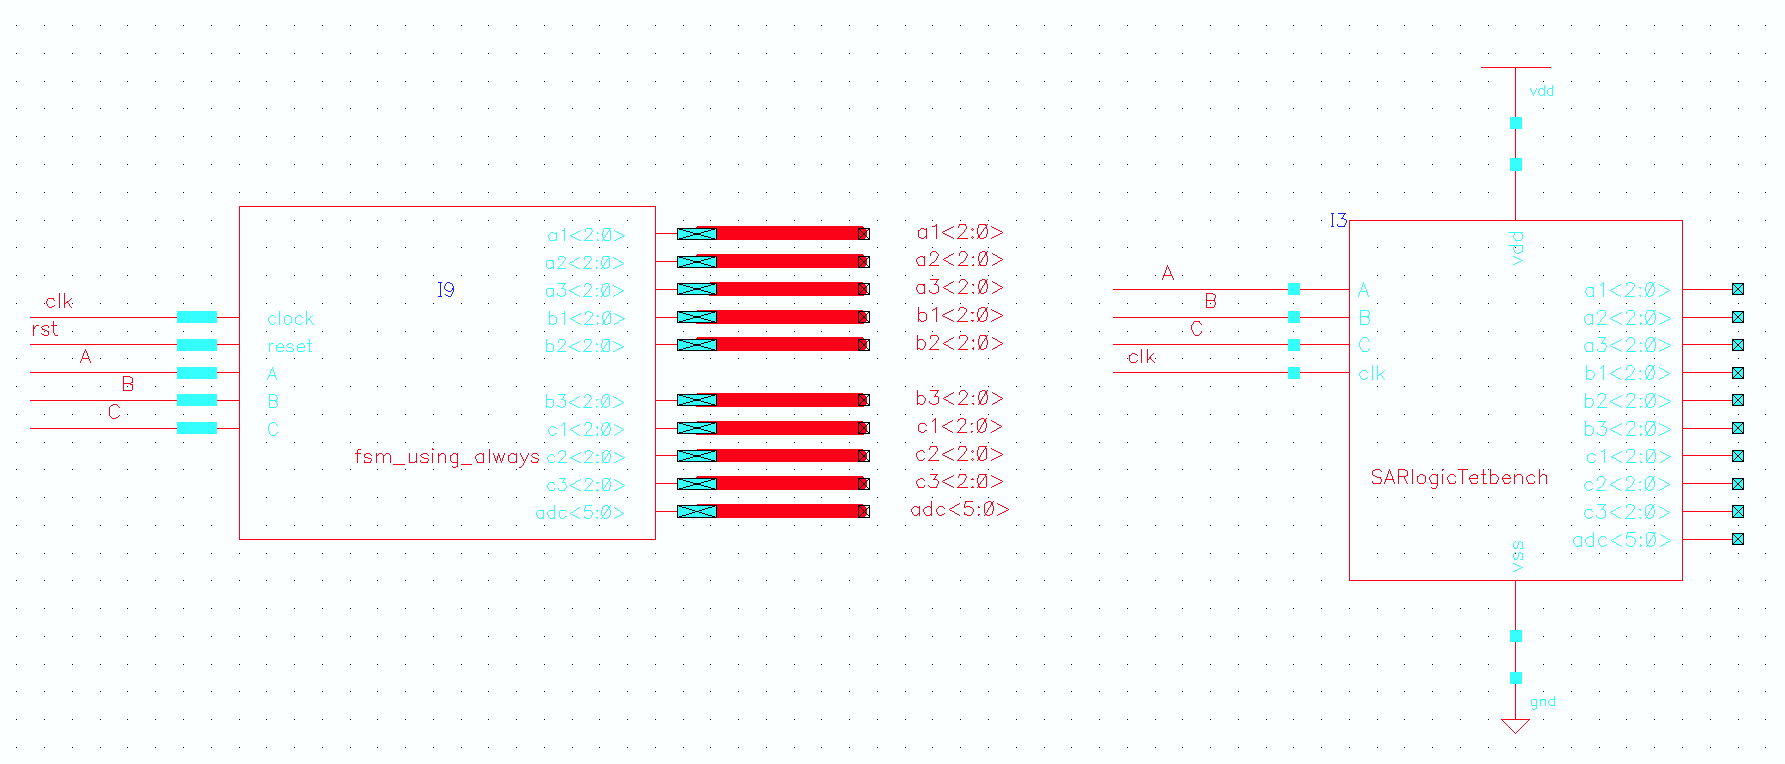 clk
rst
A
B
C
clock
reset
A
B
C
I9
fsm_using_always
a1<2:0>
a2<2:0>
a3<2:0>
b1<2:0>
b2<2:0>
b3<2:0>
c1<2:0>
c2<2:0>
c3<2:0>
adc<5:0>
a1<2:0>
a2<2:0>
a3<2:0>
b1<2:0>
b2<2:0>
b3<2:0>
c1<2:0>
c2<2:0>
c3<2:0>
adc<5:0>
vdd
I3
vdd
A
B
C
clk
A
B
C
clk
SARlogicTetbench
a1<2:0>
a2<2:0>
a3<2:0>
b1<2:0>
b2<2:0>
b3<2:0>
c1<2:0>
c2<2:0>
c3<2:0>
adc<5:0>
vss
gnd